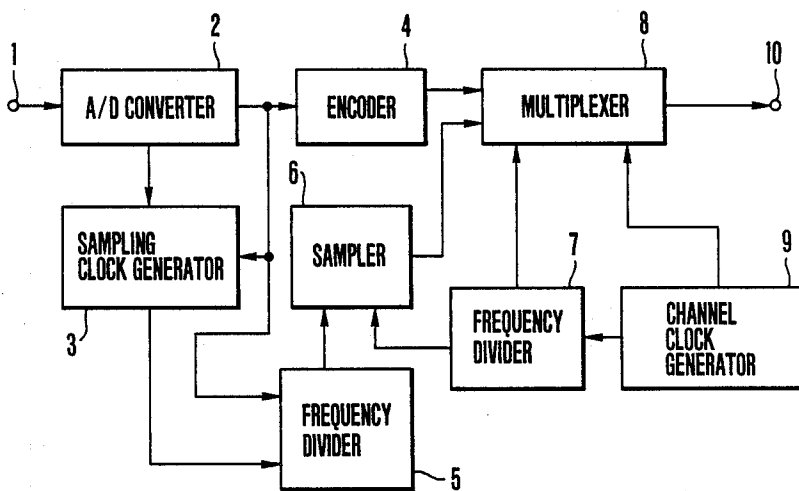 1
2
4
8
10
A/D CONVERTER
ENCODER
MULTIPLEXER
6
SAMPLING
CLOCK GENERATOR
SAMPLER
7
9
3
FREQUENCY
DIVIDER
CHANNEL
CLOCK
GENERATOR
FREQUENCY
DIVIDER
5